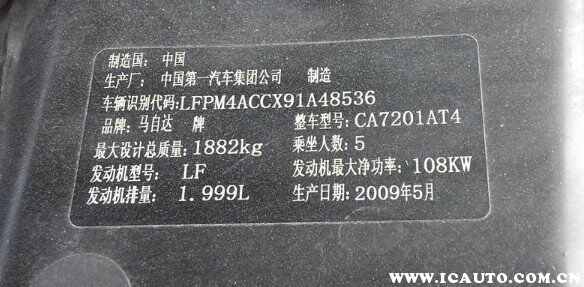 制造国：中国
生产厂：中国第一汽车集团公司 制造
车辆识别代码:LFPM4ACCX91A48536
品牌：马自达 牌 整车型号：CA7201AT4
最大设计总质量：1882kg 乘坐人数：5
发动机型号：LF 发动机最大净功率：108KW
发动机排量：1.999L 生产日期：2009年5月
爱卡网
WWW.ICAUTO.COM.CN